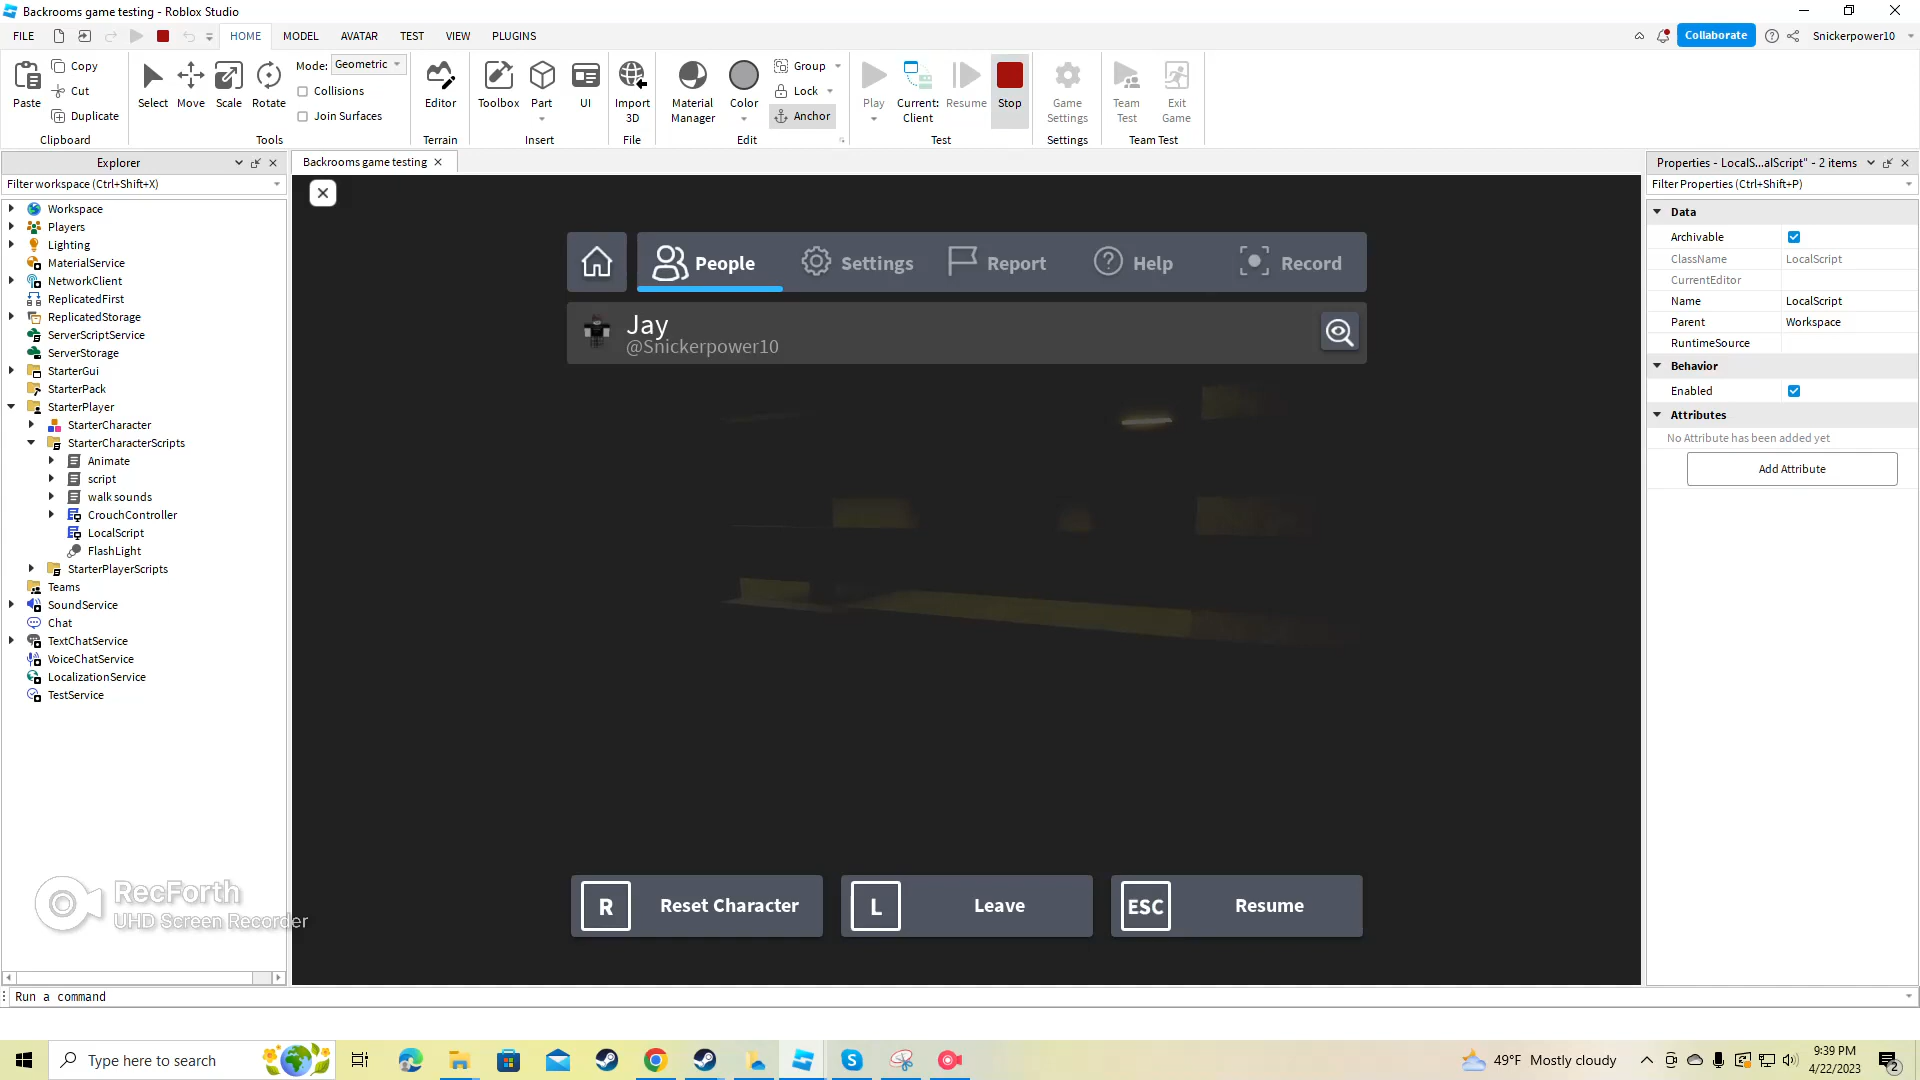 Backrooms game testing - Roblox Studio
FILE HOME MODEL AVATAR TEST VIEW PLUGINS Collaborate Snickerpower10
Paste Copy Cut Duplicate Clipboard
Select Move Scale Rotate Mode: Geometric Collisions Join Surfaces Tools
Editor Terrain
Toolbox Part UI Insert
Import 3D File
Material Manager Color Group Lock Anchor Edit
Play Current: Client Resume Stop Test
Game Settings Settings
Team Test Exit Game Team Test
Explorer
Filter workspace (Ctrl+Shift+X)
Workspace
Players
Lighting
MaterialService
NetworkClient
ReplicatedFirst
ReplicatedStorage
ServerScriptService
ServerStorage
StarterGui
StarterPack
StarterPlayer
StarterCharacter
StarterCharacterScripts
Animate
script
walk sounds
CrouchController
LocalScript
FlashLight
StarterPlayerScripts
Teams
SoundService
Chat
TextChatService
VoiceChatService
LocalizationService
TestService
RecForth
UHD Screen Recorder
Backrooms game testing
People Settings Report Help Record
Jay
@Snickerpower10
R Reset Character L Leave ESC Resume
Properties - LocalS...alScript" - 2 items
Filter Properties (Ctrl+Shift+P)
Data
Archivable
ClassName LocalScript
CurrentEditor
Name LocalScript
Parent Workspace
RuntimeSource
Behavior
Enabled
Attributes
No Attribute has been added yet
Add Attribute
Run a command
Type here to search
49°F Mostly cloudy
9:39 PM
4/22/2023
2